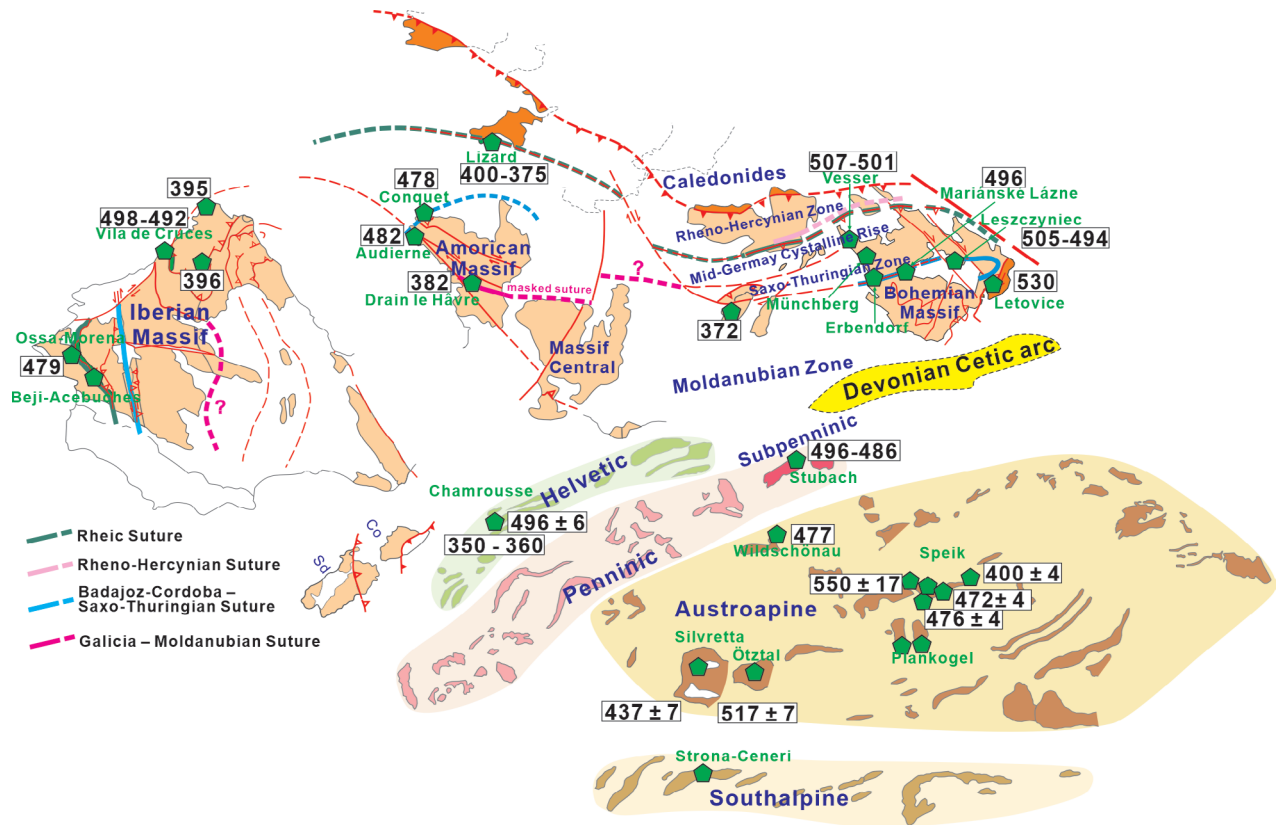 Lizard
400-375
Caledonides
507-501
Vesser
496
Mariánske Lázne
Leszczyniec
505-494
395
498-492
Vila de Cruces
396
478
Conquet
482
Audierne
Amorican
Massif
382
Drain le Hâvre
masked suture
?
Rheno-Hercynian Zone
Mid-Germay Cystalline Rise
Saxo-Thuringian Zone
Münchberg
Erbendorf
Bohemian
Massif
530
Letovice
372
Iberian
Massif
Ossa-Morena
479
Beji-Acebuches
?
Massif
Central
Moldanubian Zone
Devonian Cetic arc
Subpenninic
496-486
Stubach
Helvetic
Chamrousse
496 ± 6
350 - 360
Penninic
Rheic Suture
Rheno-Hercynian Suture
Badajoz-Cordoba –
Saxo-Thuringian Suture
Galicia – Moldanubian Suture
Co
Sd
477
Wildschönau
Speik
550 ± 17
400 ± 4
472± 4
476 ± 4
Austroapine
Plankogel
Silvretta
Ötztal
437 ± 7
517 ± 7
Strona-Ceneri
Southalpine